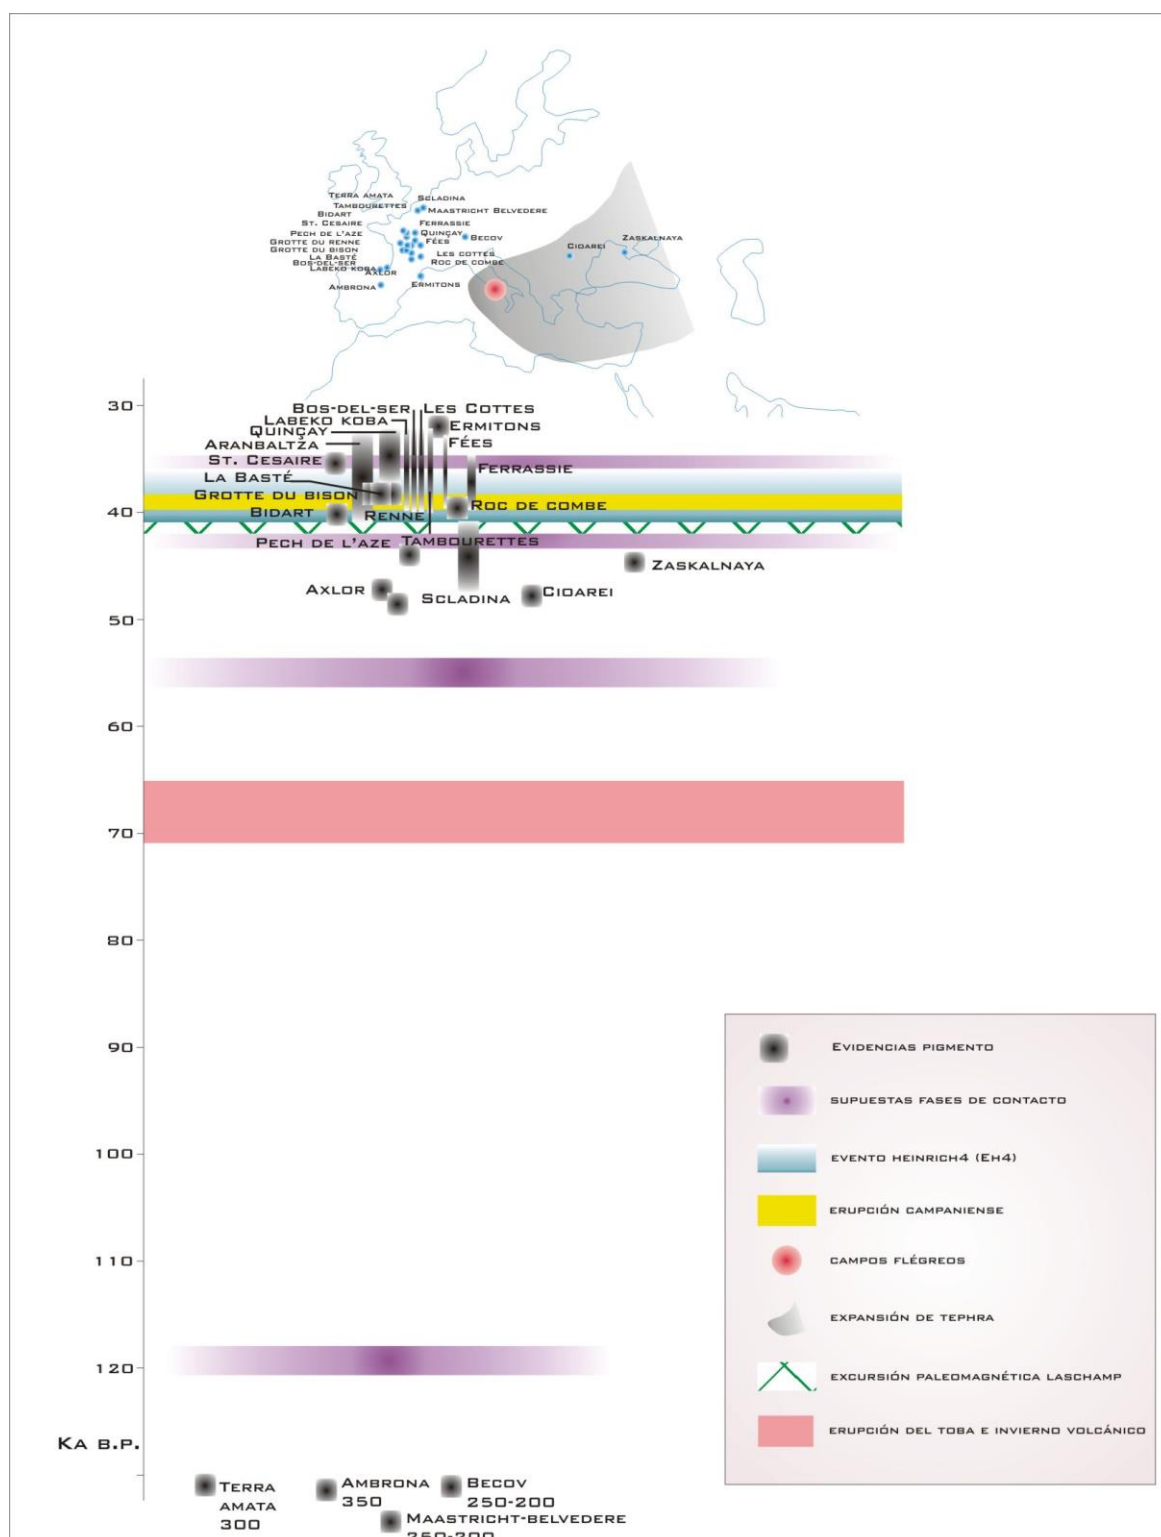 TERRA AMATA
TAMBOURETTES
BIDART
ST. CESAIRE
PECH DE L'AZE
GROTTE DU RENNE
GROTTE DU BISON
LA BASTÉ
BOS-DEL-SER
LABEKO KOBA
AXLOR
AMBRONA
SCLADINA
MAASTRICHT BELVEDERE
FERRASSIE
QUINÇAY
FÉES
BECOV
LES COTTES
ROC DE COMBE
ERMITONS
CIOAREI
ZASKALNAYA
30
BOS-DEL-SER
LES COTTES
LABEKO KOBA
QUINÇAY
ERMITONS
ARANBALTZA
FÉES
ST. CESAIRE
FERRASSIE
LA BASTÉ
GROTTE DU BISON
ROC DE COMBE
40
BIDART
RENNE
PECH DE L'AZE
TAMBOURETTES
ZASKALNAYA
AXLOR
SCLADINA
CIOAREI
50
60
70
80
90
100
110
120
KA B.P.
TERRA
AMATA
300
AMBRONA
350
BECOV
250-200
MAASTRICHT-BELVEDERE
250-200
EVIDENCIAS PIGMENTO
SUPUESTAS FASES DE CONTACTO
EVENTO HEINRICH4 (EH4)
ERUPCIÓN CAMPANIENSE
CAMPOS FLÉGREOS
EXPANSIÓN DE TEPHRA
EXCURSIÓN PALEOMAGNÉTICA LASCHAMP
ERUPCIÓN DEL TOBA E INVIERNO VOLCÁNICO